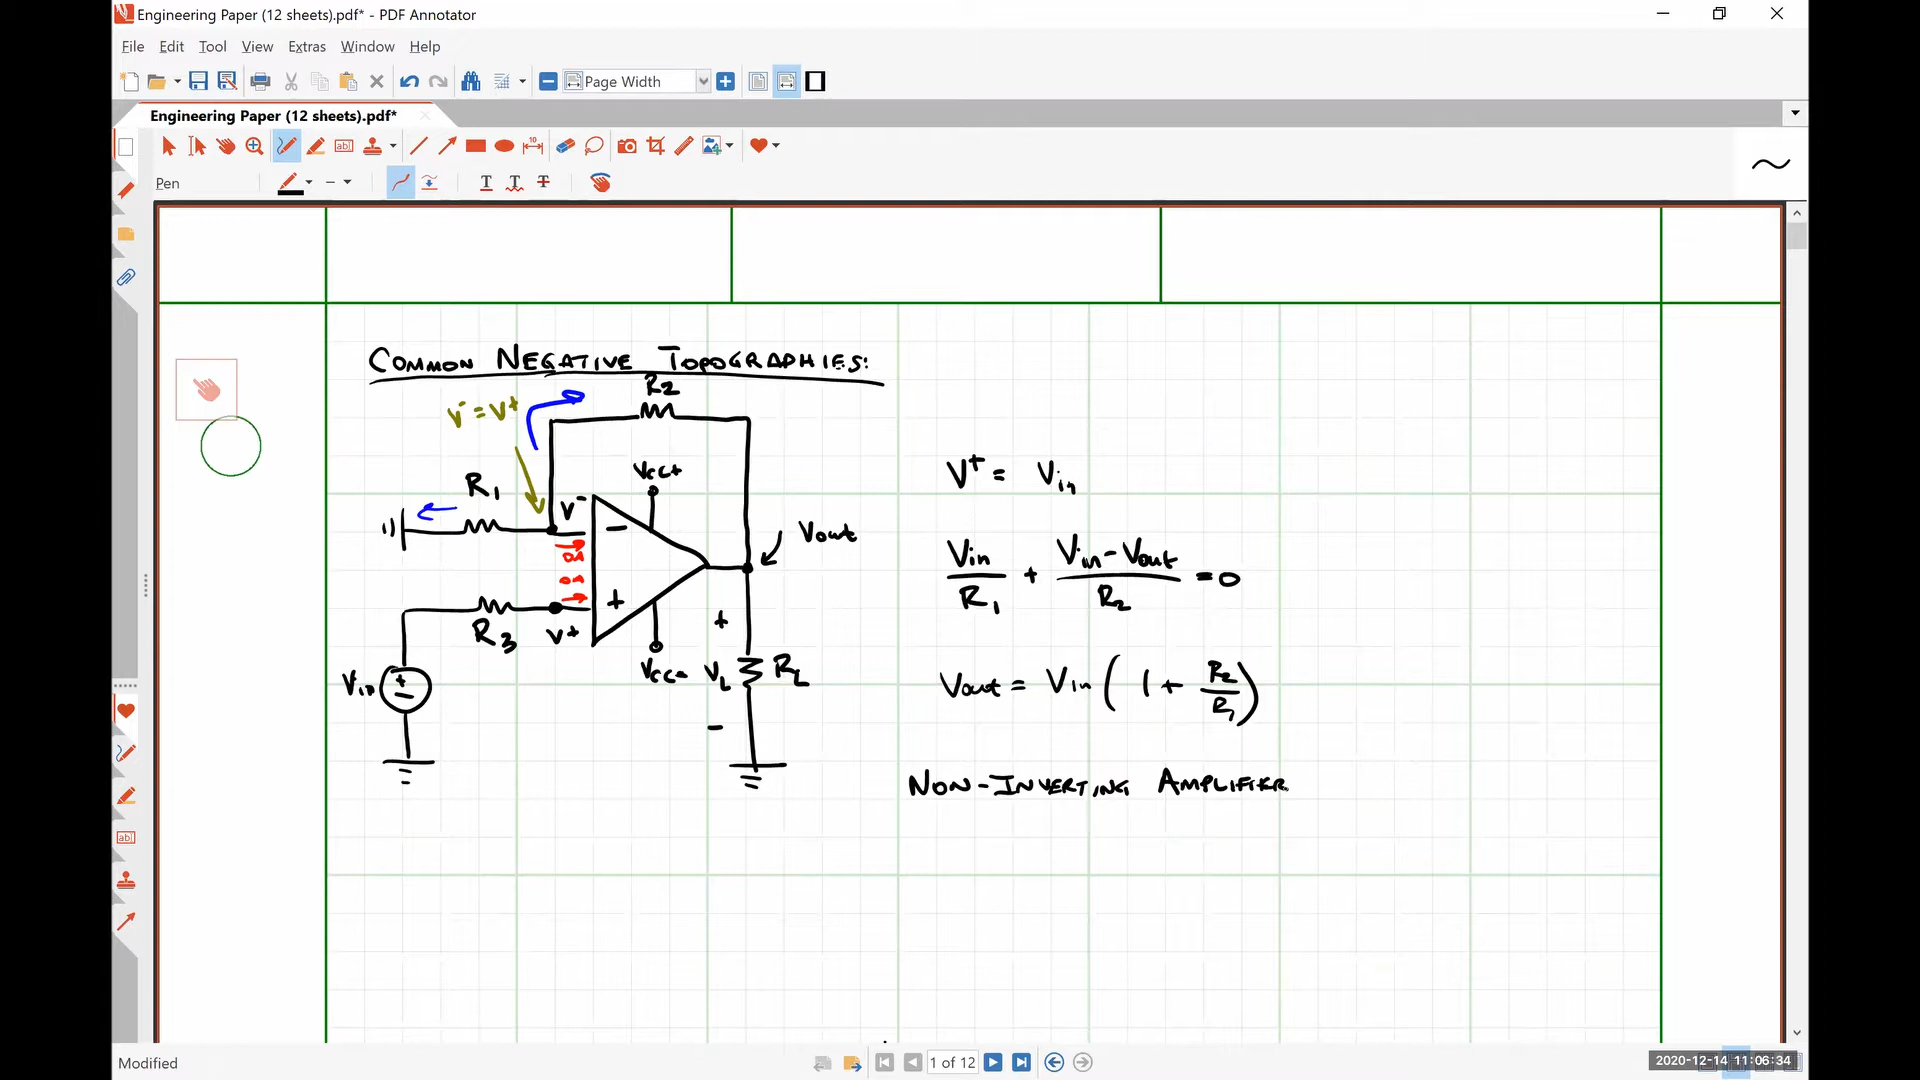 Engineering Paper (12 sheets).pdf* - PDF Annotator
File Edit Tool View Extras Window Help
Page Width
Engineering Paper (12 sheets).pdf*
Pen
COMMON NEGATIVE TOPOGRAPHIES:
R2
V- = V+
VCC+
R1
V-
−
Vout
0A
0A
+
R3
V+
VCC-
+
VL
RL
−
Vin
+
−
V+ = Vin
Vin/R1 + (Vin - Vout)/R2 = 0
Vout = Vin (1 + R2/R1)
NON-INVERTING AMPLIFIER
Modified
1 of 12
2020-12-14 11:06:34